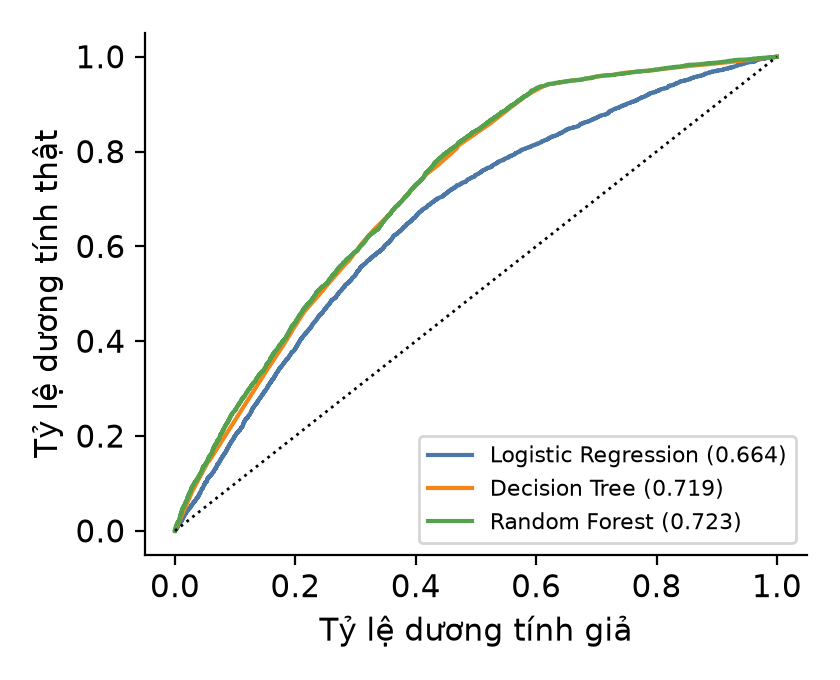 Tỷ lệ dương tính thật
1.0
0.8
0.6
0.4
0.2
0.0
Logistic Regression (0.664)
Decision Tree (0.719)
Random Forest (0.723)
0.0 0.2 0.4 0.6 0.8 1.0
Tỷ lệ dương tính giả